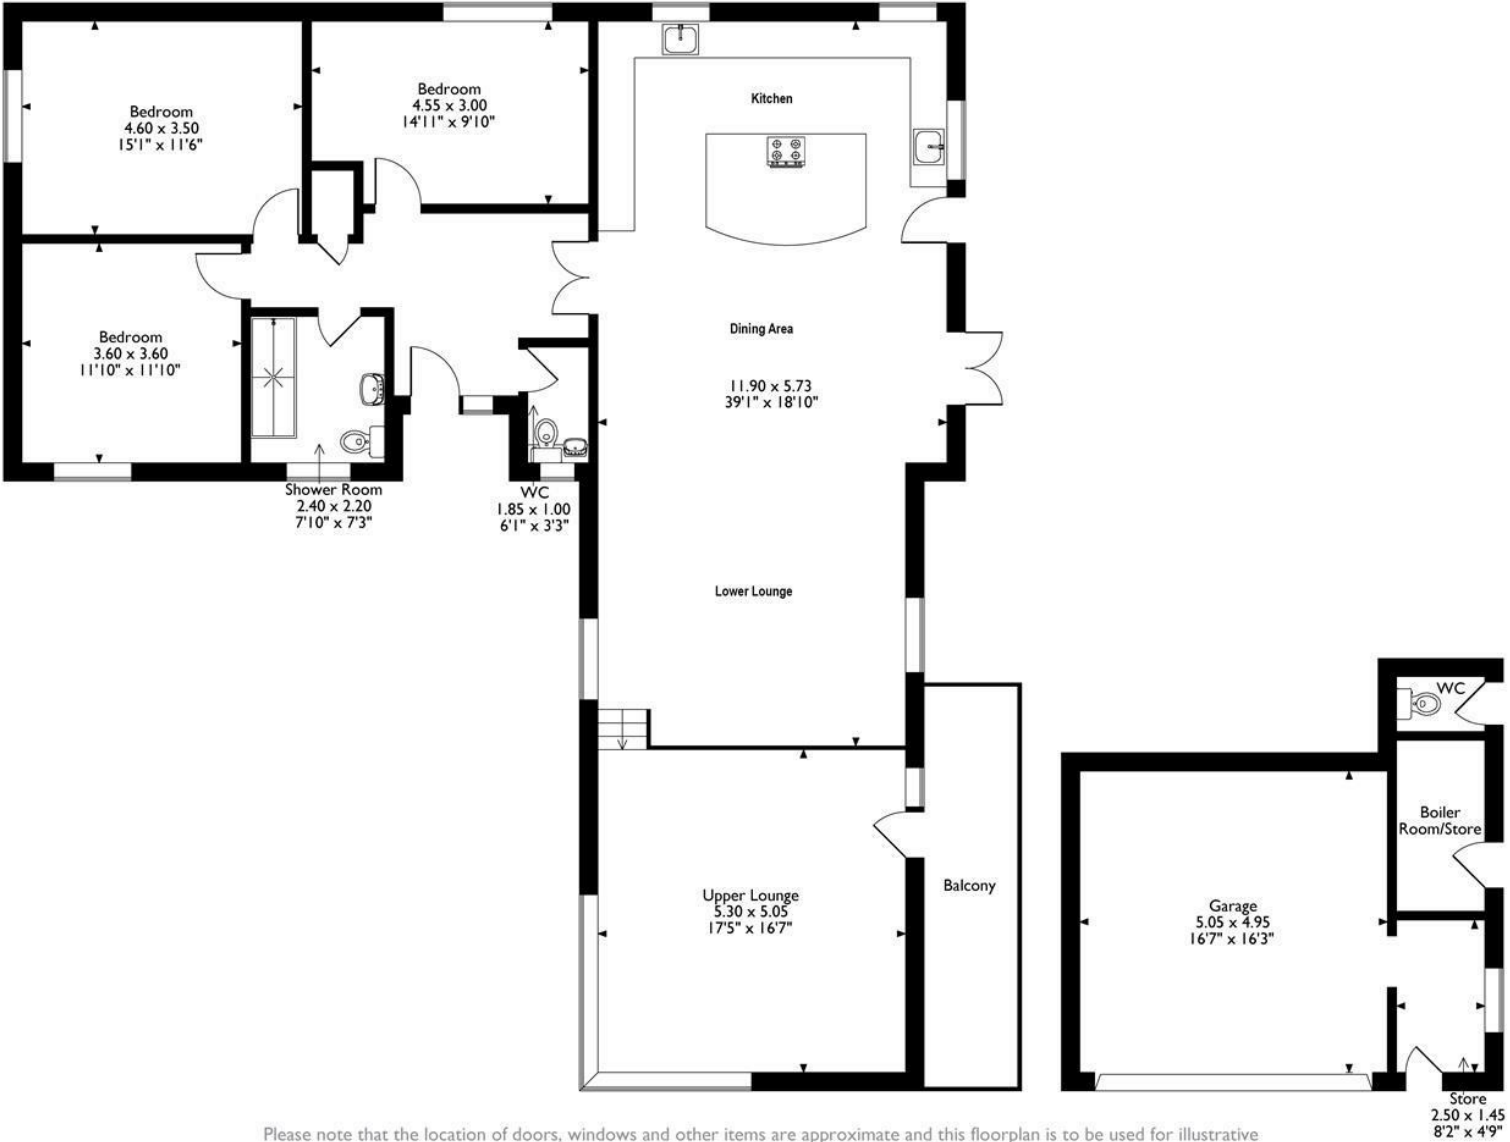 Bedroom
4.60 x 3.50
15'1" x 11'6"
Bedroom
4.55 x 3.00
14'11" x 9'10"
Kitchen
Bedroom
3.60 x 3.60
11'10" x 11'10"
Dining Area
11.90 x 5.73
39'1" x 18'10"
Shower Room
2.40 x 2.20
7'10" x 7'3"
WC
1.85 x 1.00
6'1" x 3'3"
Lower Lounge
Upper Lounge
5.30 x 5.05
17'5" x 16'7"
Balcony
WC
Boiler
Room/Store
Garage
5.05 x 4.95
16'7" x 16'3"
Store
2.50 x 1.45
8'2" x 4'9"
Please note that the location of doors, windows and other items are approximate and this floorplan is to be used for illustrative